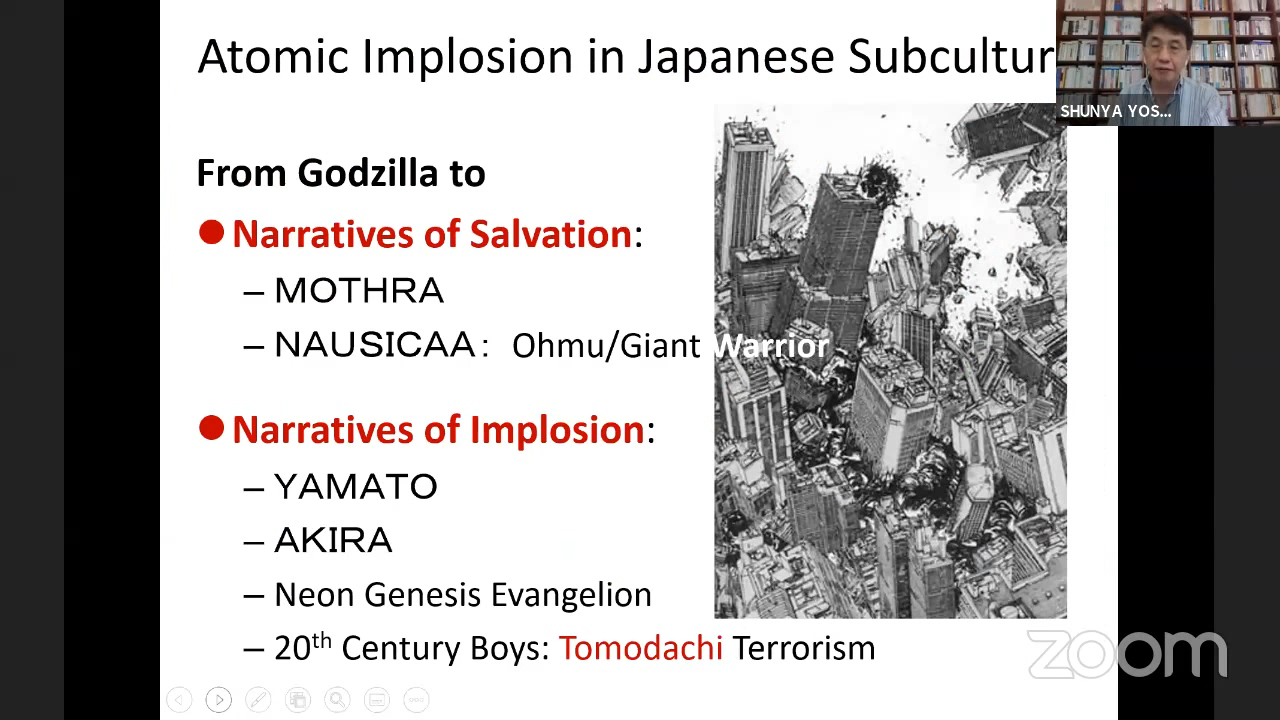 Atomic Implosion in Japanese Subcultur
SHUNYA YOS...
From Godzilla to
Narratives of Salvation:
– MOTHRA
– NAUSICAA: Ohmu/Giant Warrior
Narratives of Implosion:
– YAMATO
– AKIRA
– Neon Genesis Evangelion
– 20th Century Boys: Tomodachi Terrorism
zoom